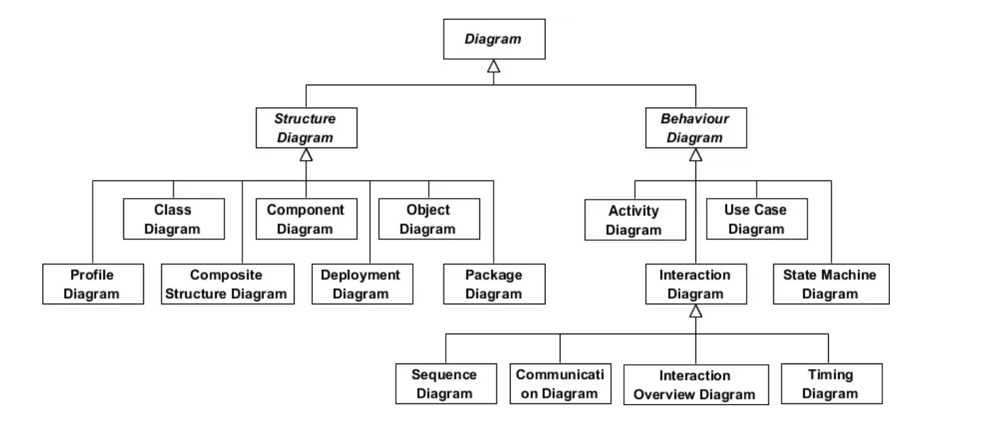 Diagram
Structure
Diagram
Behaviour
Diagram
Class
Diagram
Component
Diagram
Object
Diagram
Activity
Diagram
Use Case
Diagram
Profile
Diagram
Composite
Structure Diagram
Deployment
Diagram
Package
Diagram
Interaction
Diagram
State Machine
Diagram
Sequence
Diagram
Communicati
on Diagram
Interaction
Overview Diagram
Timing
Diagram